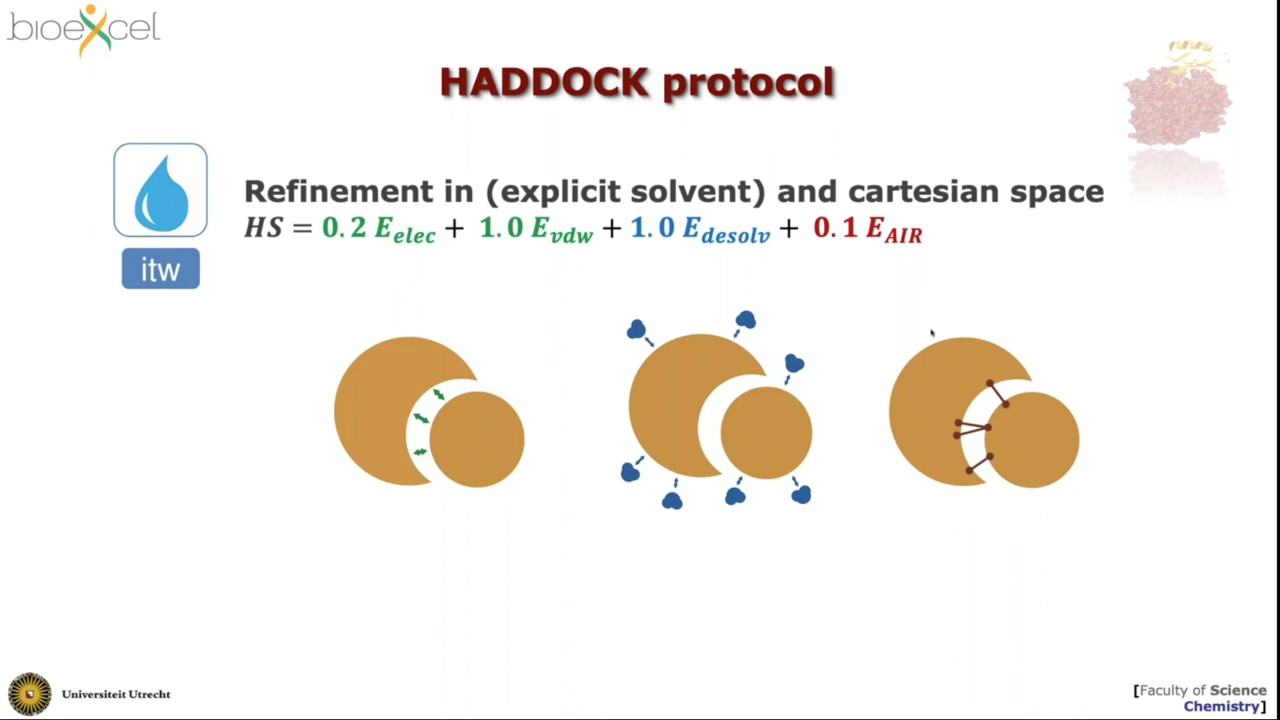 bioexcel
HADDOCK protocol
Refinement in (explicit solvent) and cartesian space
HS = 0.2 E_elec + 1.0 E_vdw + 1.0 E_desolv + 0.1 E_AIR
itw
Universiteit Utrecht
[Faculty of Science
Chemistry]